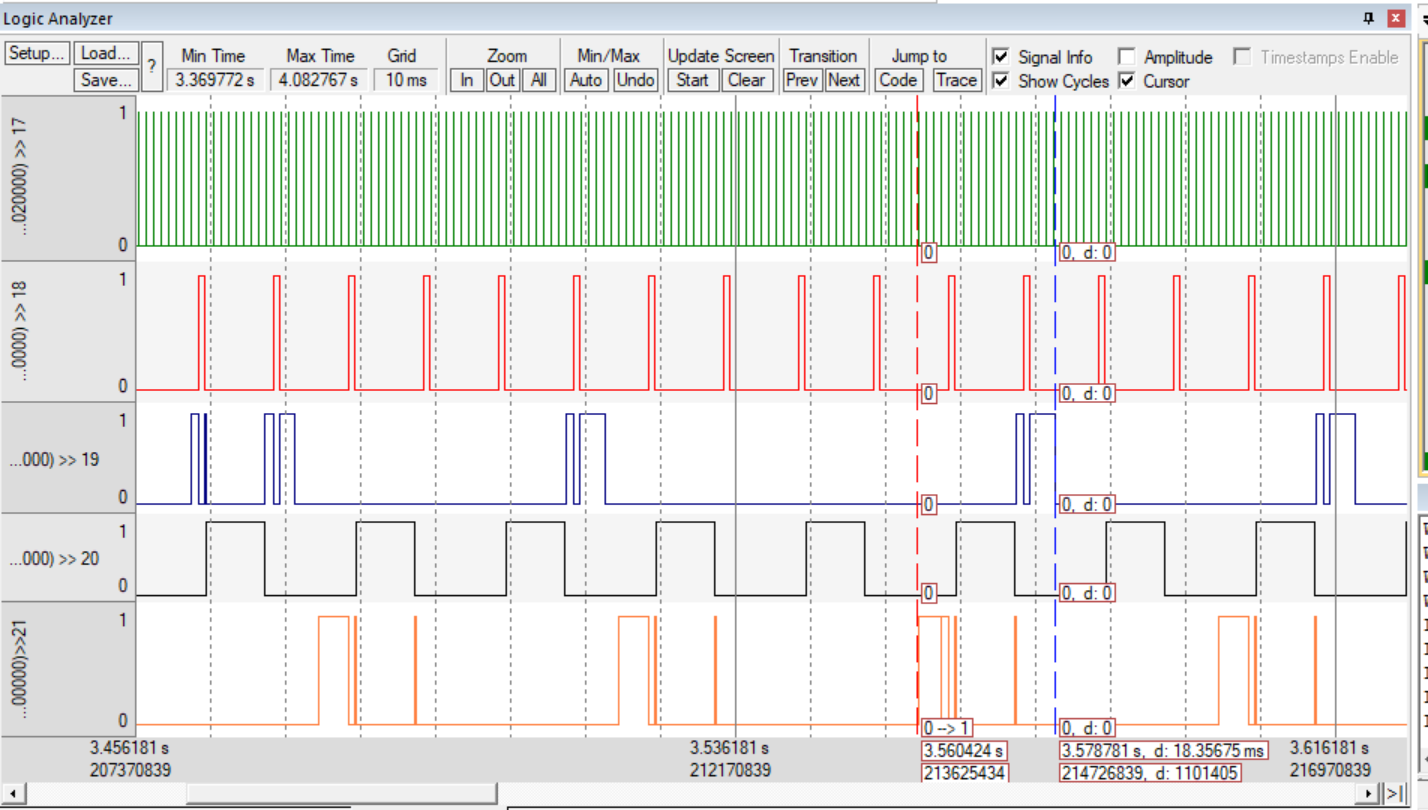 Logic Analyzer
Setup... Load... ? Min Time Max Time Grid Zoom Min/Max Update Screen Transition Jump to Signal Info Amplitude Timestamps Enable
Save... 3.369772 s 4.082767 s 10 ms In Out All Auto Undo Start Clear Prev Next Code Trace Show Cycles Cursor
...020000) >> 17
1
0
0
0, d: 0
...0000) >> 18
1
0
0
0, d: 0
...000) >> 19
1
0
0
0, d: 0
...000) >> 20
1
0
0
0, d: 0
...00000)>>21
1
0
0 --> 1
0, d: 0
3.456181 s 3.536181 s 3.560424 s 3.578781 s, d: 18.35675 ms 3.616181 s
207370839 212170839 213625434 214726839, d: 1101405 216970839
>|